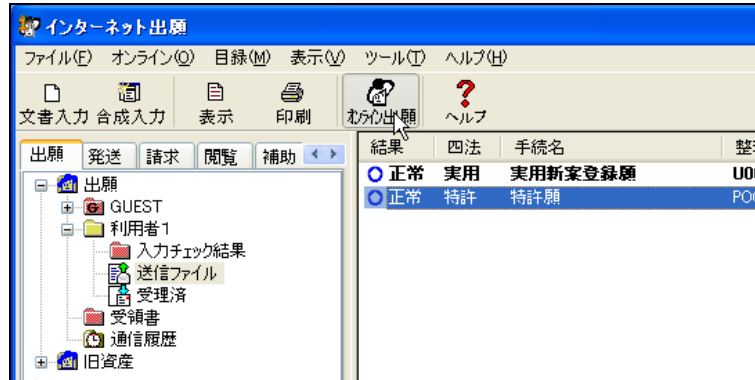 インターネット出願
ファイル(F) オンライン(O) 目録(M) 表示(V) ツール(T) ヘルプ(H)
文書入力 合成入力 表示 印刷 オンライン出願 ヘルプ
出願 発送 請求 閲覧 補助
結果 四法 手続名
正常 実用 実用新案登録願
正常 特許 特許願
出願
GUEST
利用者1
入力チェック結果
送信ファイル
受理済
受領書
通信履歴
旧資産